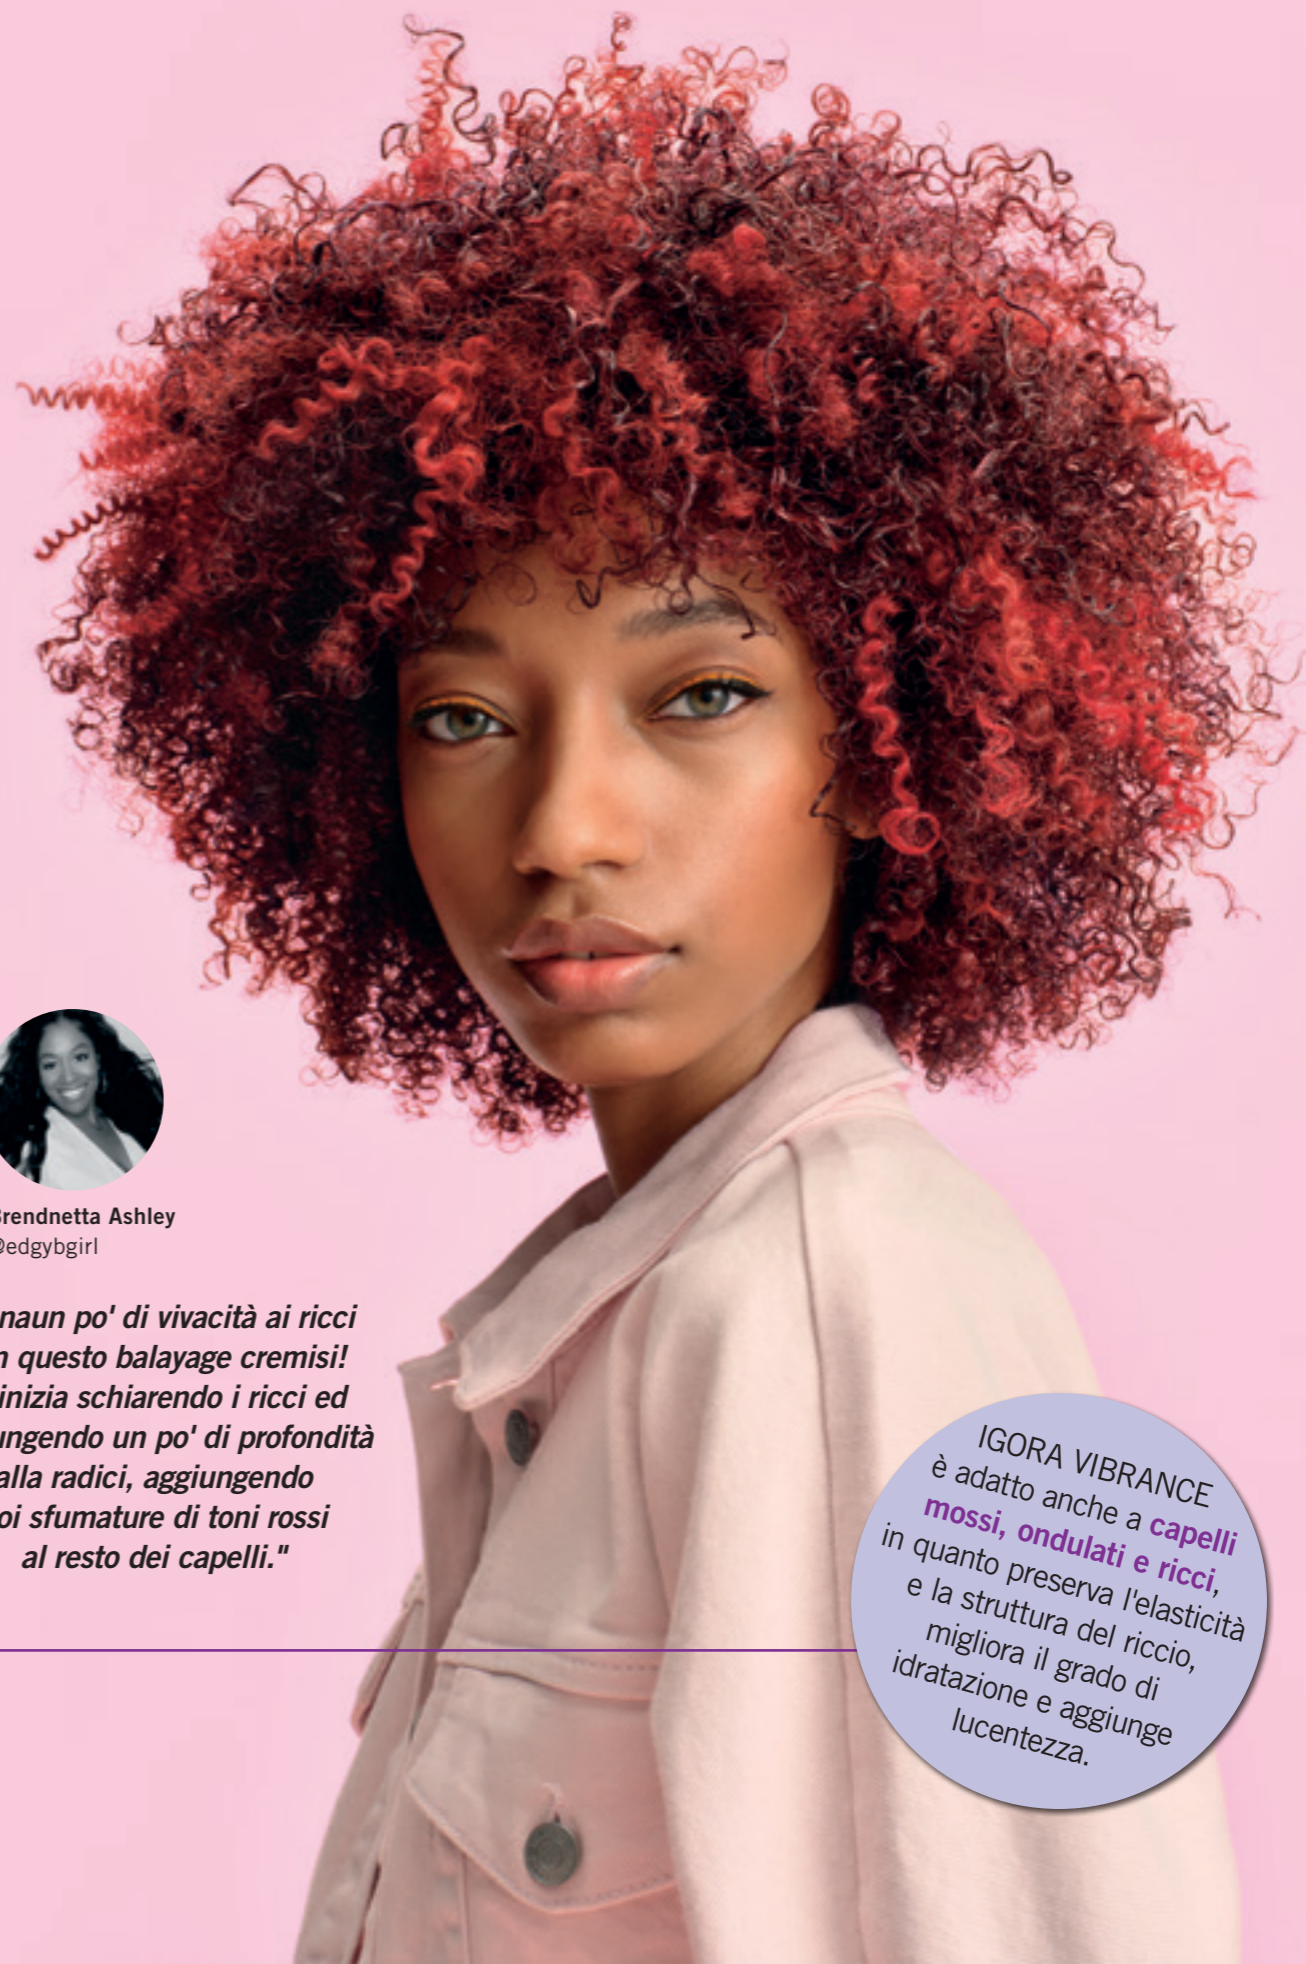 Brendnetta Ashley
@edgybgirl
naun po' di vivacità ai ricci
n questo balayage cremisi!
inizia schiarendo i ricci ed
ungendo un po' di profondità
alla radici, aggiungendo
oi sfumature di toni rossi
al resto dei capelli."
IGORA VIBRANCE
è adatto anche a capelli
mossi, ondulati e ricci,
in quanto preserva l'elasticità
e la struttura del riccio,
migliora il grado di
idratazione e aggiunge
lucentezza.